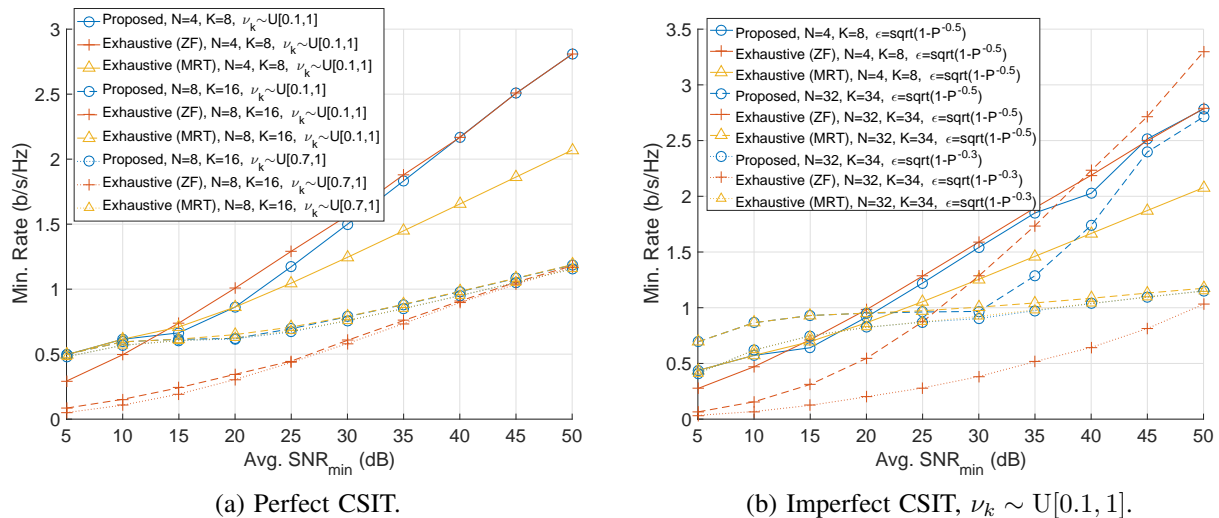 3
2.5
2
1.5
1
0.5
0
Min. Rate (b/s/Hz)
Proposed, N=4, K=8, ν_k∼U[0.1,1]
Exhaustive (ZF), N=4, K=8, ν_k∼U[0.1,1]
Exhaustive (MRT), N=4, K=8, ν_k∼U[0.1,1]
Proposed, N=8, K=16, ν_k∼U[0.1,1]
Exhaustive (ZF), N=8, K=16, ν_k∼U[0.1,1]
Exhaustive (MRT), N=8, K=16, ν_k∼U[0.1,1]
Proposed, N=8, K=16, ν_k∼U[0.7,1]
Exhaustive (ZF), N=8, K=16, ν_k∼U[0.7,1]
Exhaustive (MRT), N=8, K=16, ν_k∼U[0.7,1]
5 10 15 20 25 30 35 40 45 50
Avg. SNR_min (dB)
(a) Perfect CSIT.
3.5
3
2.5
2
1.5
1
0.5
0
Min. Rate (b/s/Hz)
Proposed, N=4, K=8, ϵ=sqrt(1-P^-0.5)
Exhaustive (ZF), N=4, K=8, ϵ=sqrt(1-P^-0.5)
Exhaustive (MRT), N=4, K=8, ϵ=sqrt(1-P^-0.5)
Proposed, N=32, K=34, ϵ=sqrt(1-P^-0.5)
Exhaustive (ZF), N=32, K=34, ϵ=sqrt(1-P^-0.5)
Exhaustive (MRT), N=32, K=34, ϵ=sqrt(1-P^-0.5)
Proposed, N=32, K=34, ϵ=sqrt(1-P^-0.3)
Exhaustive (ZF), N=32, K=34, ϵ=sqrt(1-P^-0.3)
Exhaustive (MRT), N=32, K=34, ϵ=sqrt(1-P^-0.3)
5 10 15 20 25 30 35 40 45 50
Avg. SNR_min (dB)
(b) Imperfect CSIT, ν_k ∼ U[0.1, 1].